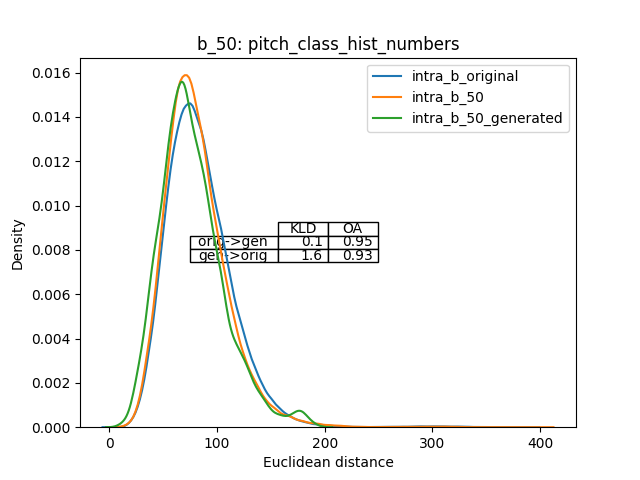 b_50: pitch_class_hist_numbers
intra_b_original
intra_b_50
intra_b_50_generated
KLD OA
orig->gen 0.1 0.95
gen->orig 1.6 0.93
Density
0.016
0.014
0.012
0.010
0.008
0.006
0.004
0.002
0.000
0 100 200 300 400
Euclidean distance